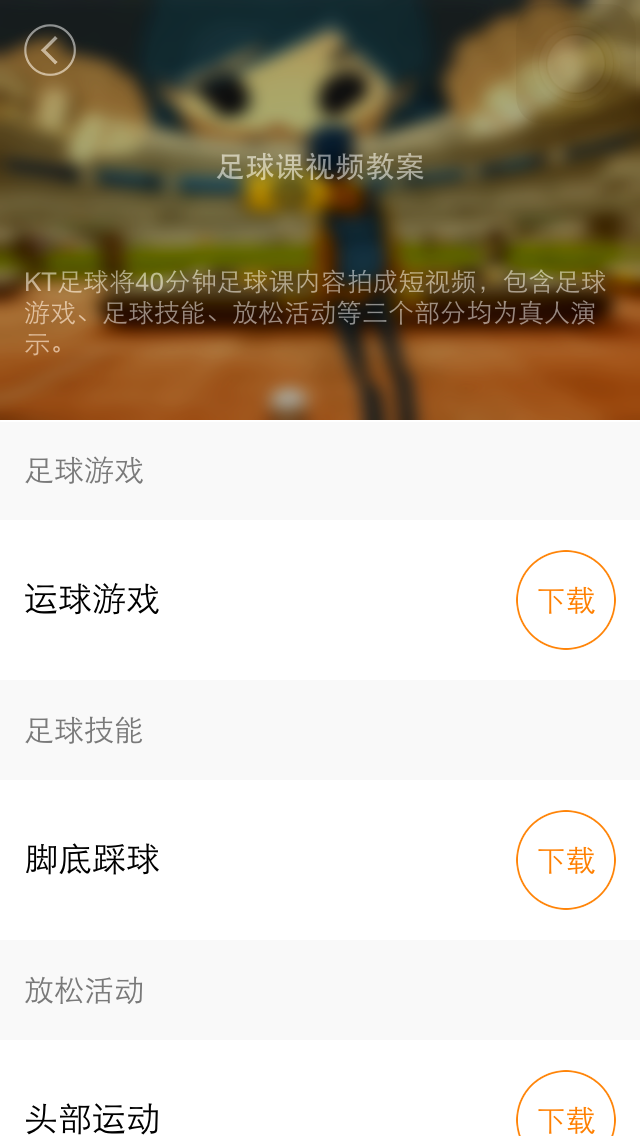 足球课视频教案
KT足球将40分钟足球课内容拍成短视频，包含足球
游戏、足球技能、放松活动等三个部分均为真人演
示。
足球游戏
运球游戏
下载
足球技能
脚底踩球
下载
放松活动
头部运动
下载